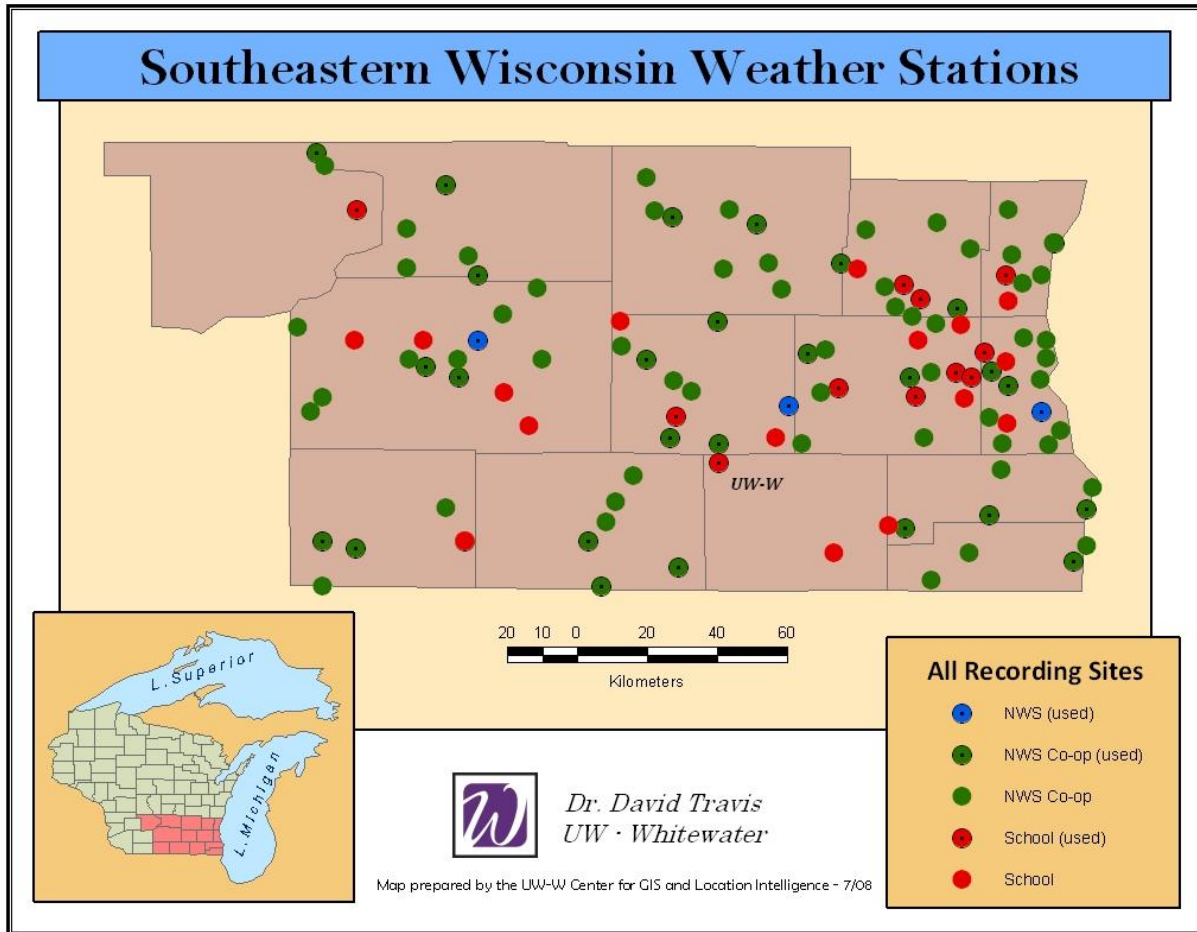 Southeastern Wisconsin Weather Stations
UW-W
20 10 0 20 40 60
Kilometers
L. Superior
L. Michigan
All Recording Sites
NWS (used)
NWS Co-op (used)
NWS Co-op
School (used)
School
W
Dr. David Travis
UW · Whitewater
Map prepared by the UW-W Center for GIS and Location Intelligence - 7/08